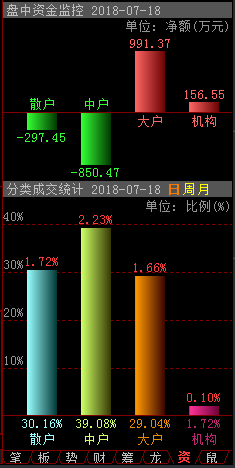 盘中资金监控 2018-07-18
单位: 净额(万元)
991.37
156.55
散户 中户
大户 机构
-297.45
-850.47
分类成交统计 2018-07-18 日 周 月
单位: 比例(%)
40%
2.23%
30%
1.72%
1.66%
20%
10%
0.10%
30.16% 39.08% 29.04% 1.72%
散户 中户 大户 机构
笔 板 势 财 筹 龙 资 鼠